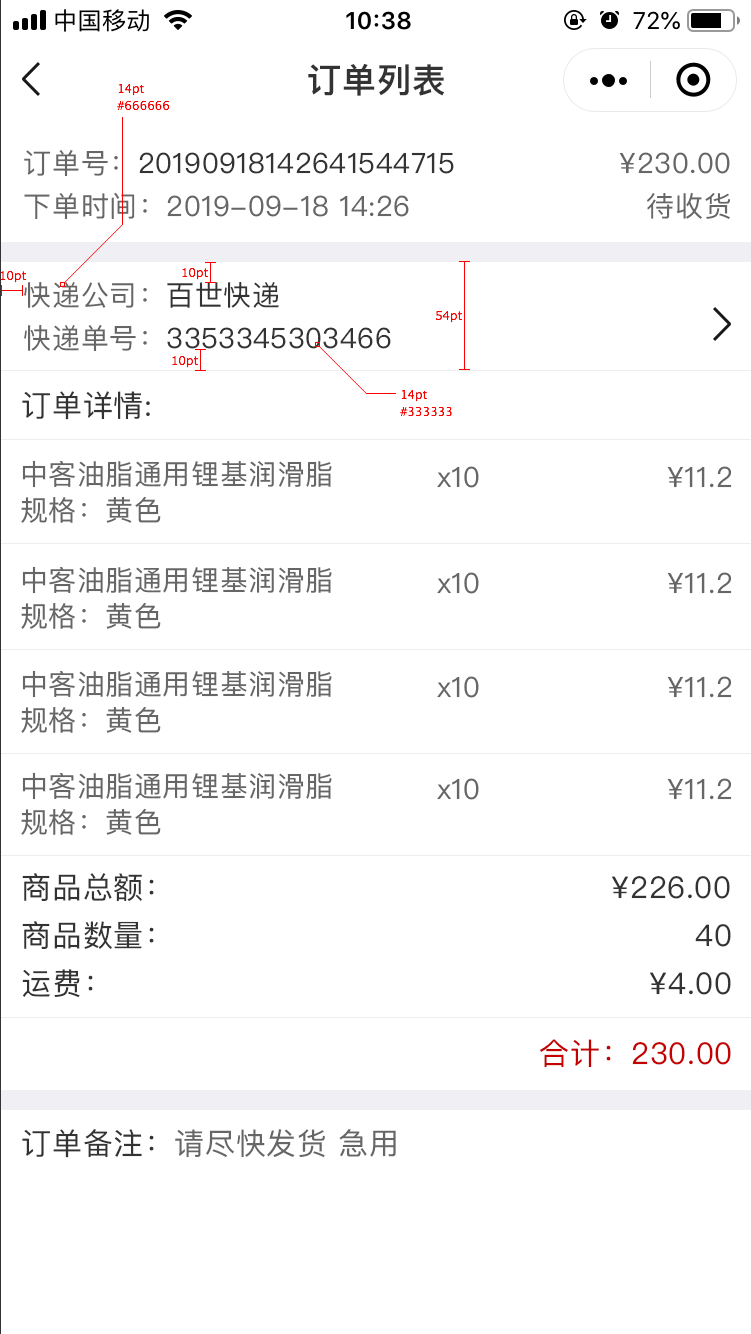 中国移动 10:38 72%
订单列表
14pt
#666666
订单号：20190918142641544715 ¥230.00
下单时间：2019-09-18 14:26 待收货
10pt
10pt
快递公司：百世快递
54pt
快递单号：3353345303466
10pt
14pt
#333333
订单详情:
中客油脂通用锂基润滑脂 x10 ¥11.2
规格：黄色
中客油脂通用锂基润滑脂 x10 ¥11.2
规格：黄色
中客油脂通用锂基润滑脂 x10 ¥11.2
规格：黄色
中客油脂通用锂基润滑脂 x10 ¥11.2
规格：黄色
商品总额： ¥226.00
商品数量： 40
运费： ¥4.00
合计：230.00
订单备注：请尽快发货 急用